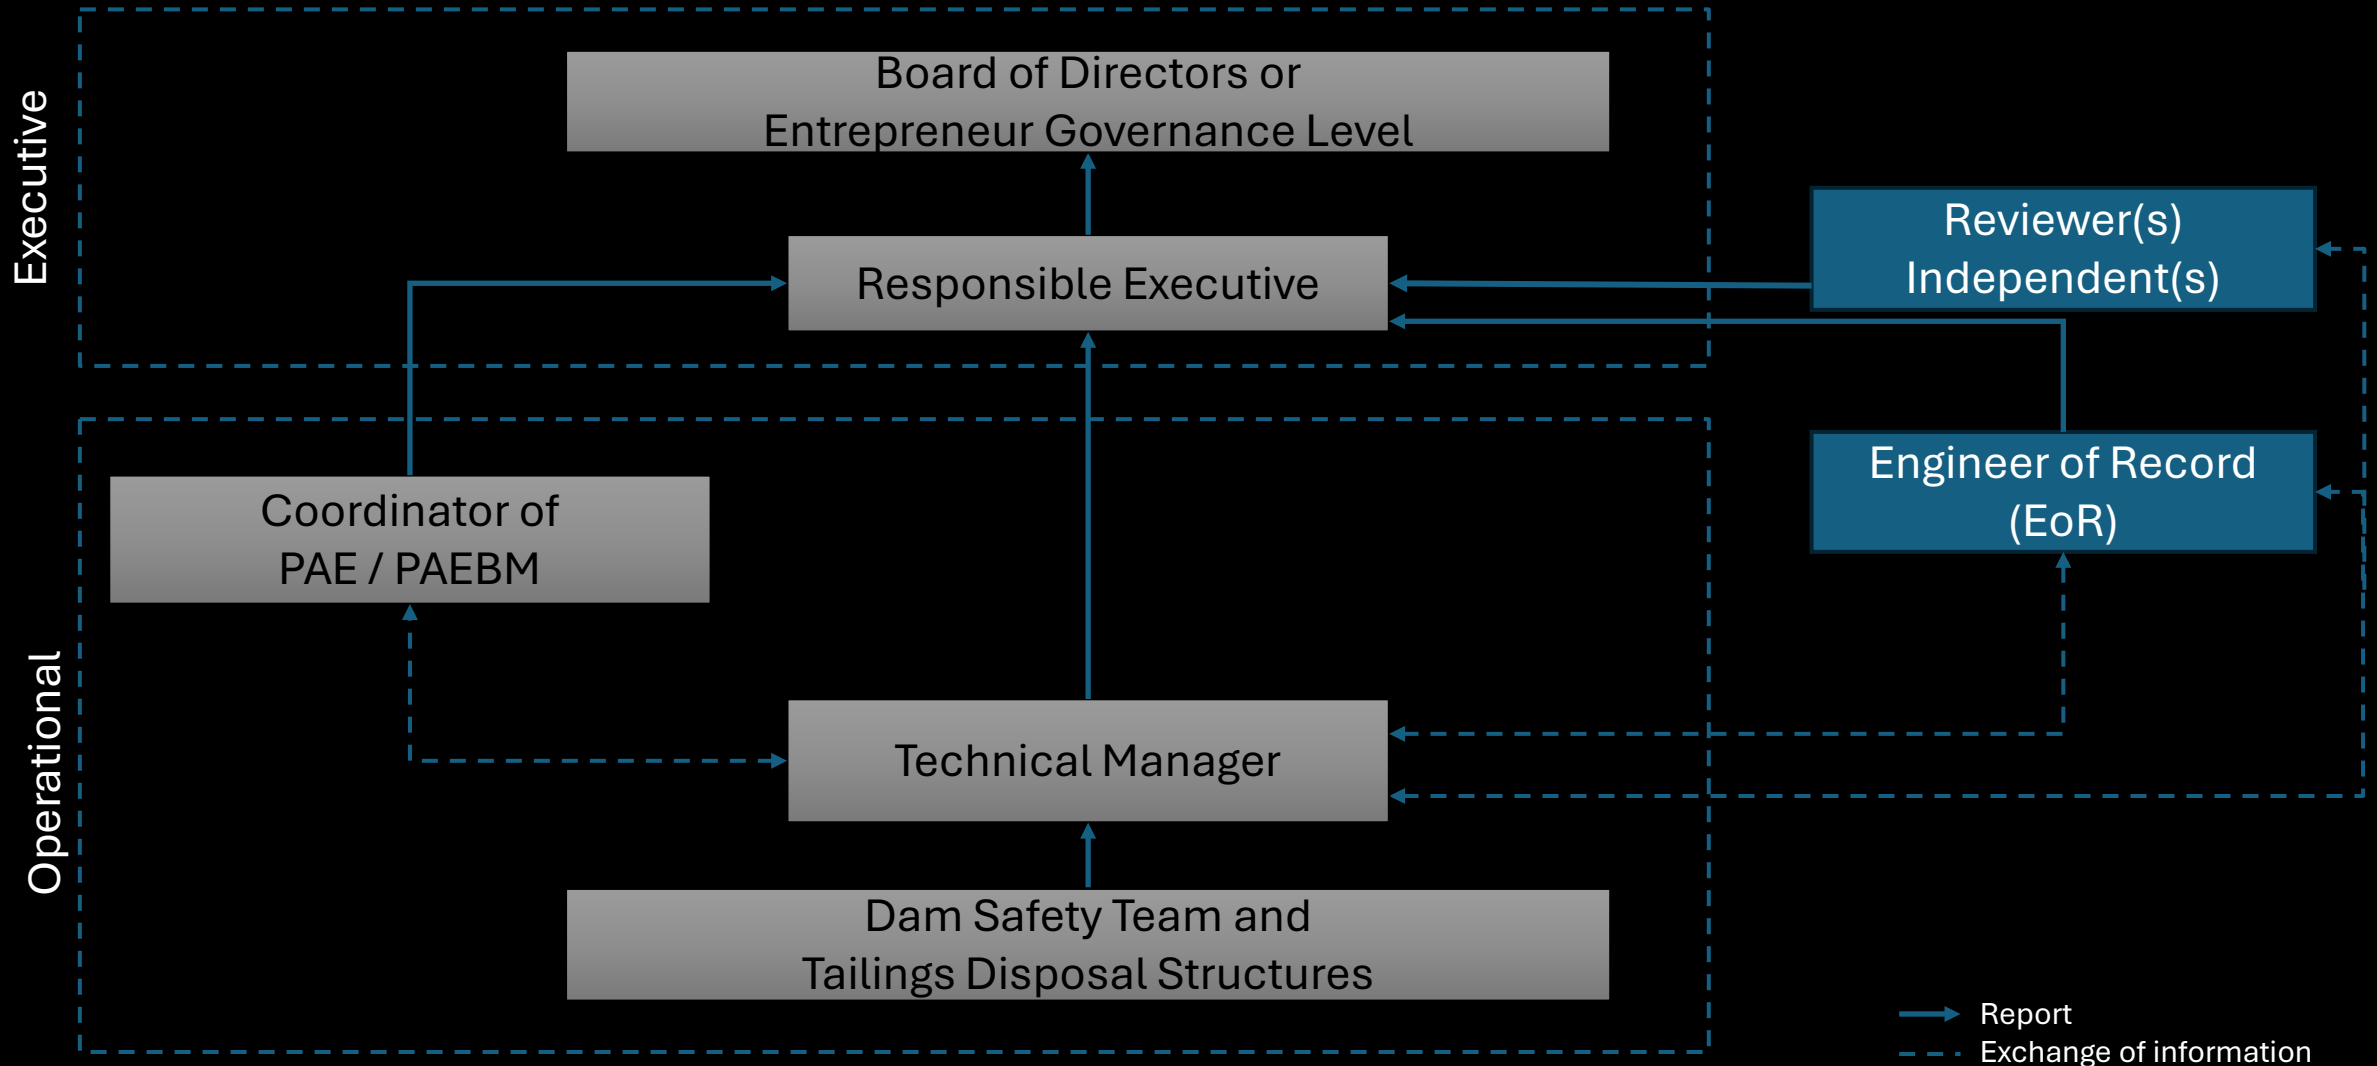 Executive
Board of Directors or
Entrepreneur Governance Level
Responsible Executive
Reviewer(s)
Independent(s)
Operational
Coordinator of
PAE / PAEBM
Engineer of Record
(EoR)
Technical Manager
Dam Safety Team and
Tailings Disposal Structures
Report
Exchange of information